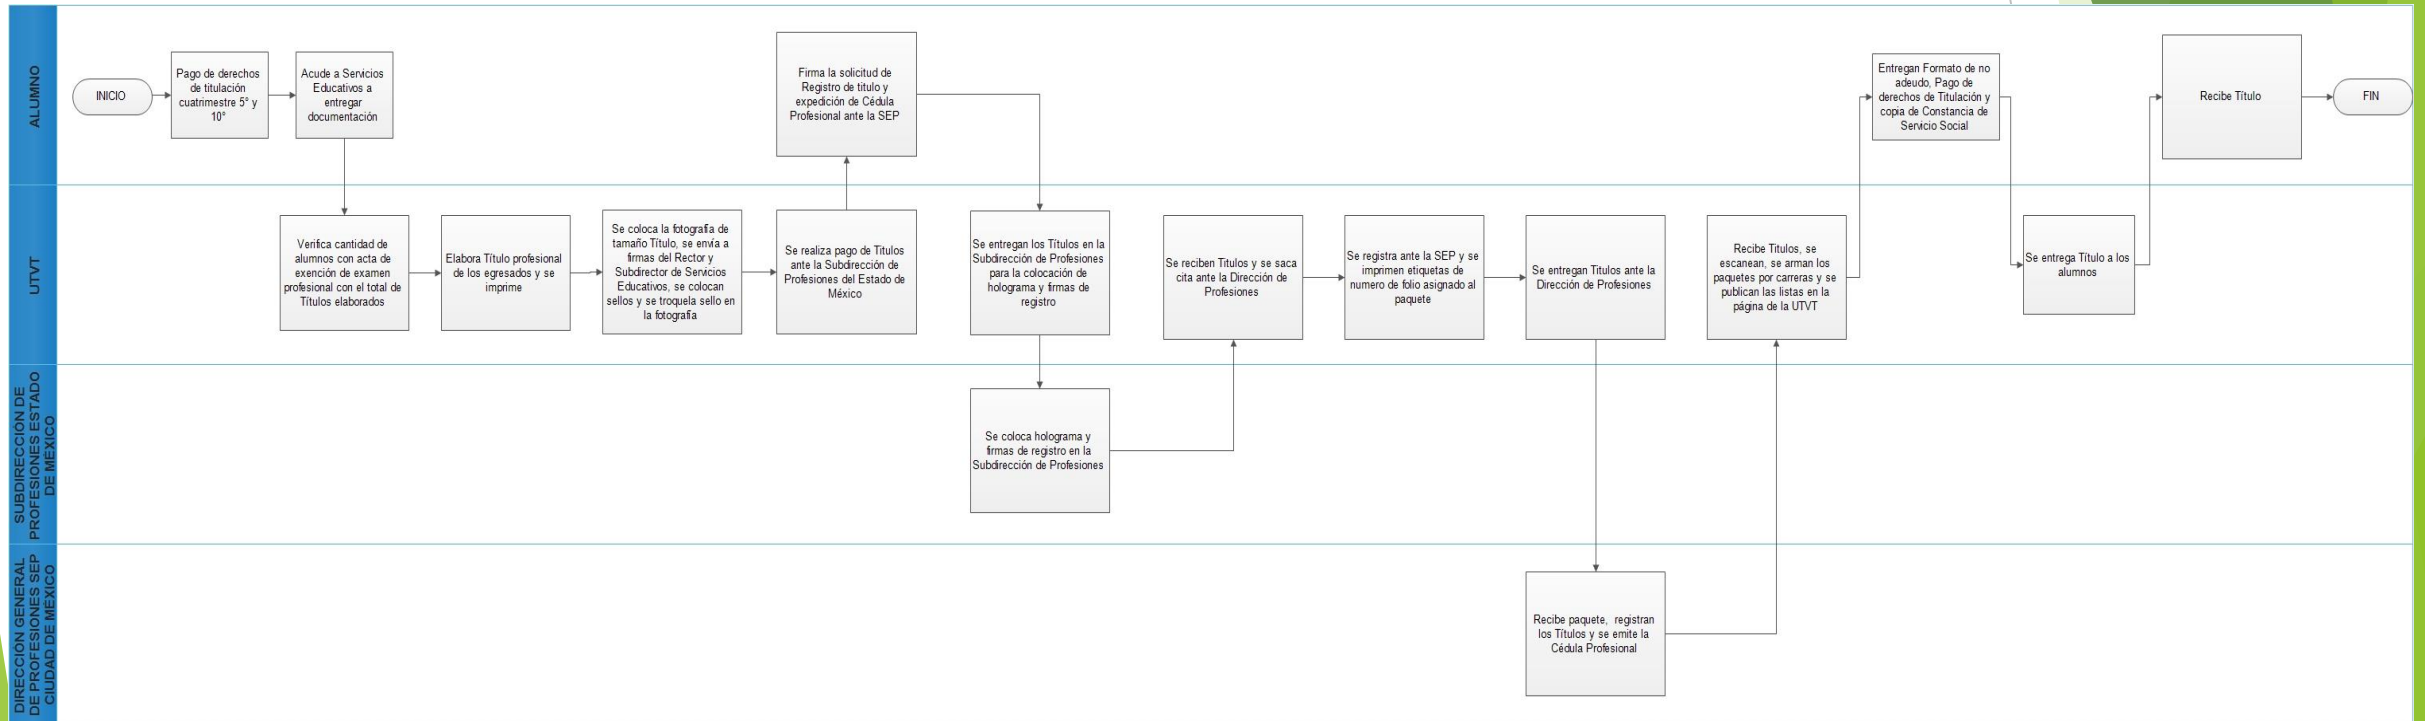 ALUMNO
INICIO
Pago de derechos
de titulación
cuatrimestre 5° y
10°
Acude a Servicios
Educativos a
entregar
documentación
Firma la solicitud de
Registro de titulo y
expedición de Cédula
Profesional ante la SEP
Entregan Formato de no
adeudo, Pago de
derechos de Titulación y
copia de Constancia de
Servicio Social
Recibe Título
FIN
UTVT
Verifica cantidad de
alumnos con acta de
exención de examen
profesional con el total de
Títulos elaborados
Elabora Título profesional
de los egresados y se
imprime
Se coloca la fotografía de
tamaño Título, se envía a
firmas del Rector y
Subdirector de Servicios
Educativos, se colocan
sellos y se troquela sello en
la fotografía
Se realiza pago de Titulos
ante la Subdirección de
Profesiones del Estado de
México
Se entregan los Títulos en la
Subdirección de Profesiones
para la colocación de
holograma y firmas de
registro
Se reciben Titulos y se saca
cita ante la Dirección de
Profesiones
Se registra ante la SEP y se
imprimen etiquetas de
numero de folio asignado al
paquete
Se entregan Titulos ante la
Dirección de Profesiones
Recibe Titulos, se
escanean, se arman los
paquetes por carreras y se
publican las listas en la
página de la UTVT
Se entrega Título a los
alumnos
SUBDIRECCIÓN DE
PROFESIONES ESTADO
DE MÉXICO
Se coloca holograma y
firmas de registro en la
Subdirección de Profesiones
DIRECCIÓN GENERAL
DE PROFESIONES SEP
CIUDAD DE MÉXICO
Recibe paquete, registran
los Títulos y se emite la
Cédula Profesional